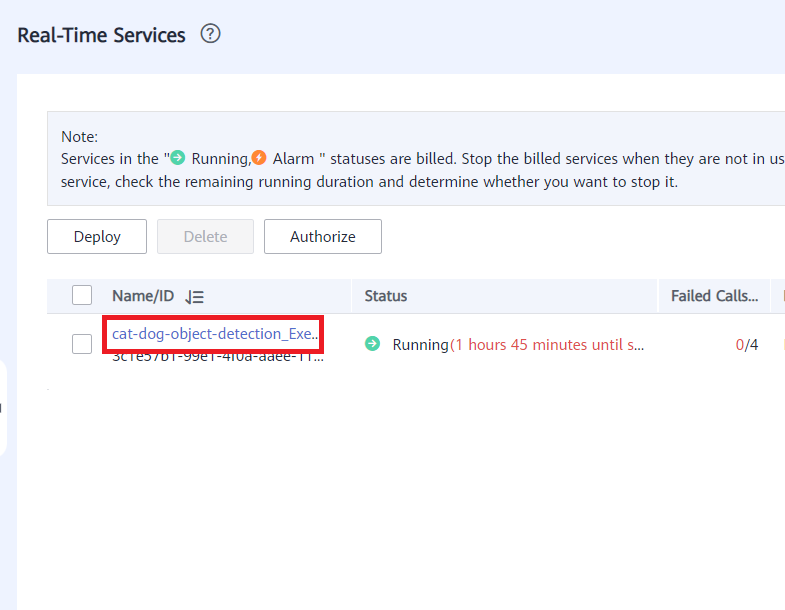 Real-Time Services ?
Note:
Services in the " Running, Alarm " statuses are billed. Stop the billed services when they are not in us
service, check the remaining running duration and determine whether you want to stop it.
Deploy Delete Authorize
Name/ID Status Failed Calls...
cat-dog-object-detection_Exe... Running(1 hours 45 minutes until s... 0/4
3c1e57b1-99e1-4f0a-aaee-11...